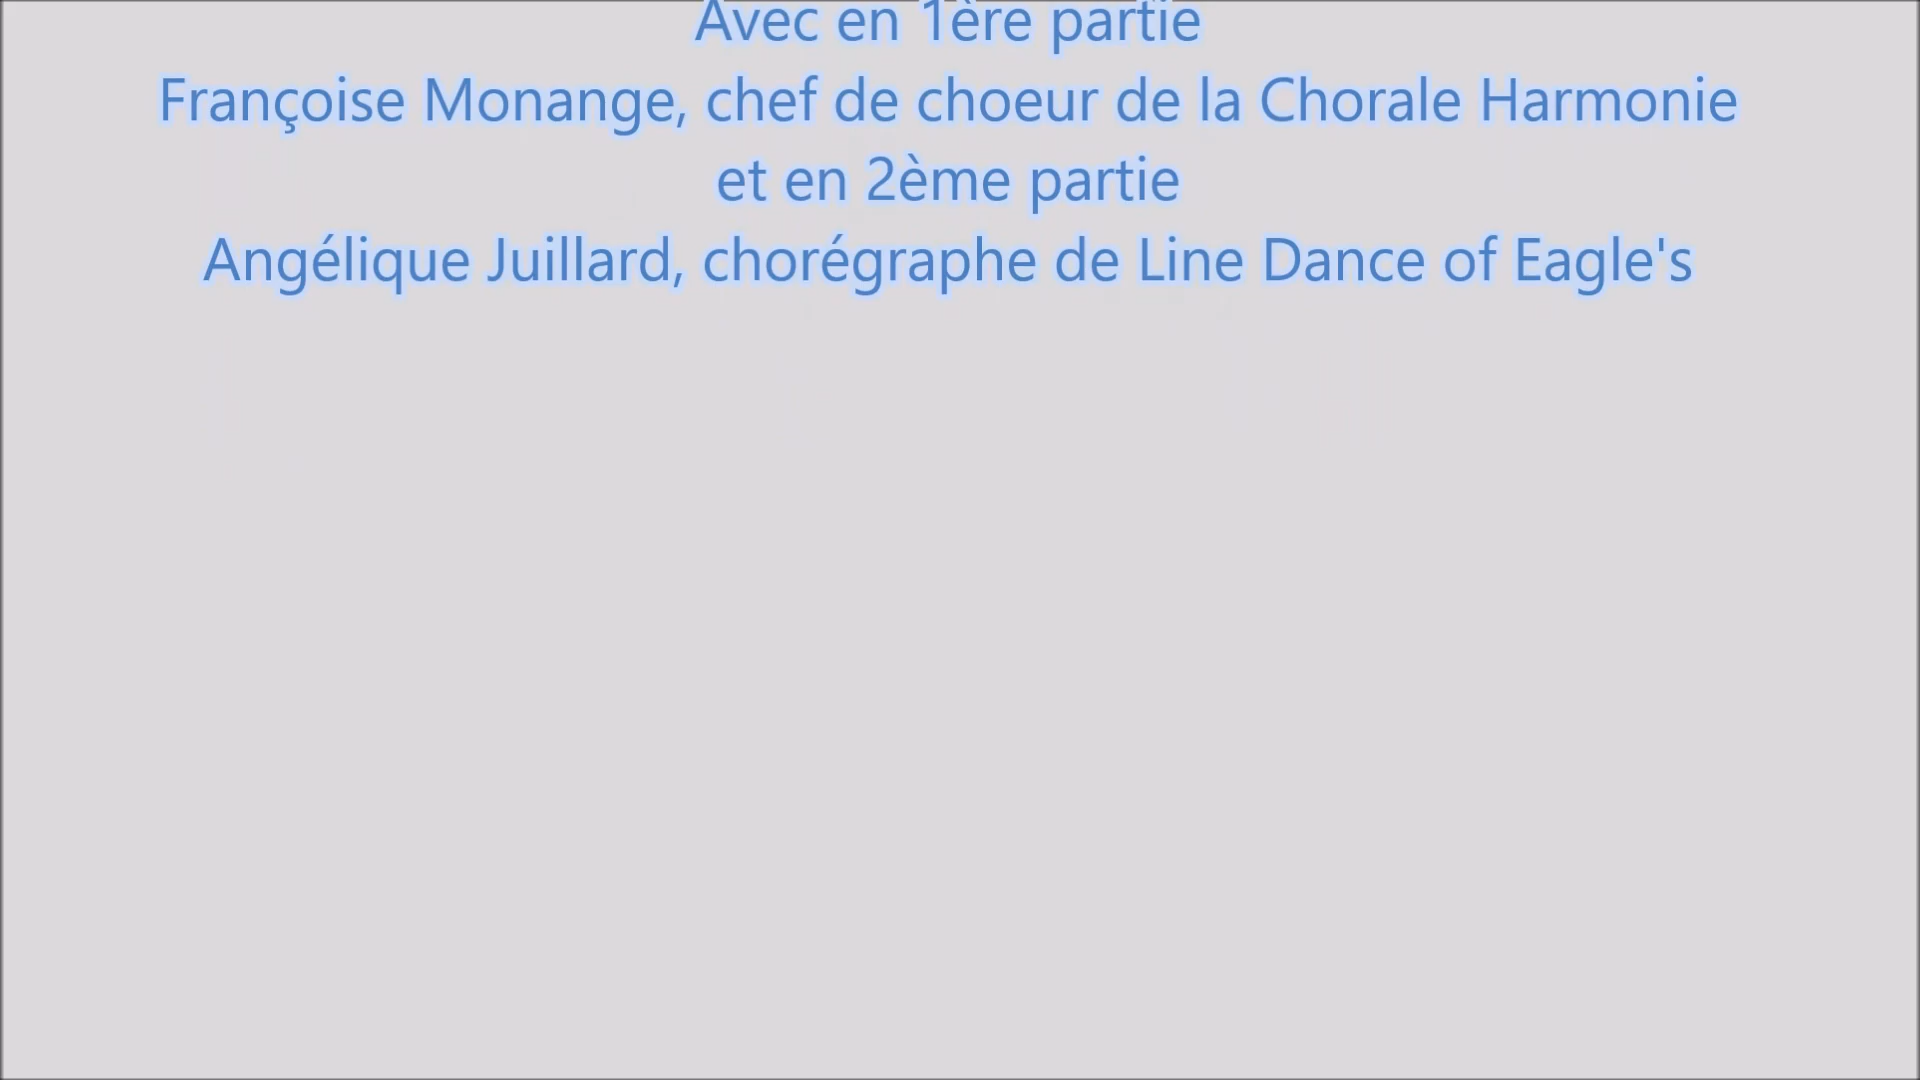 Avec en 1ère partie
Françoise Monange, chef de choeur de la Chorale Harmonie
et en 2ème partie
Angélique Juillard, chorégraphe de Line Dance of Eagle's